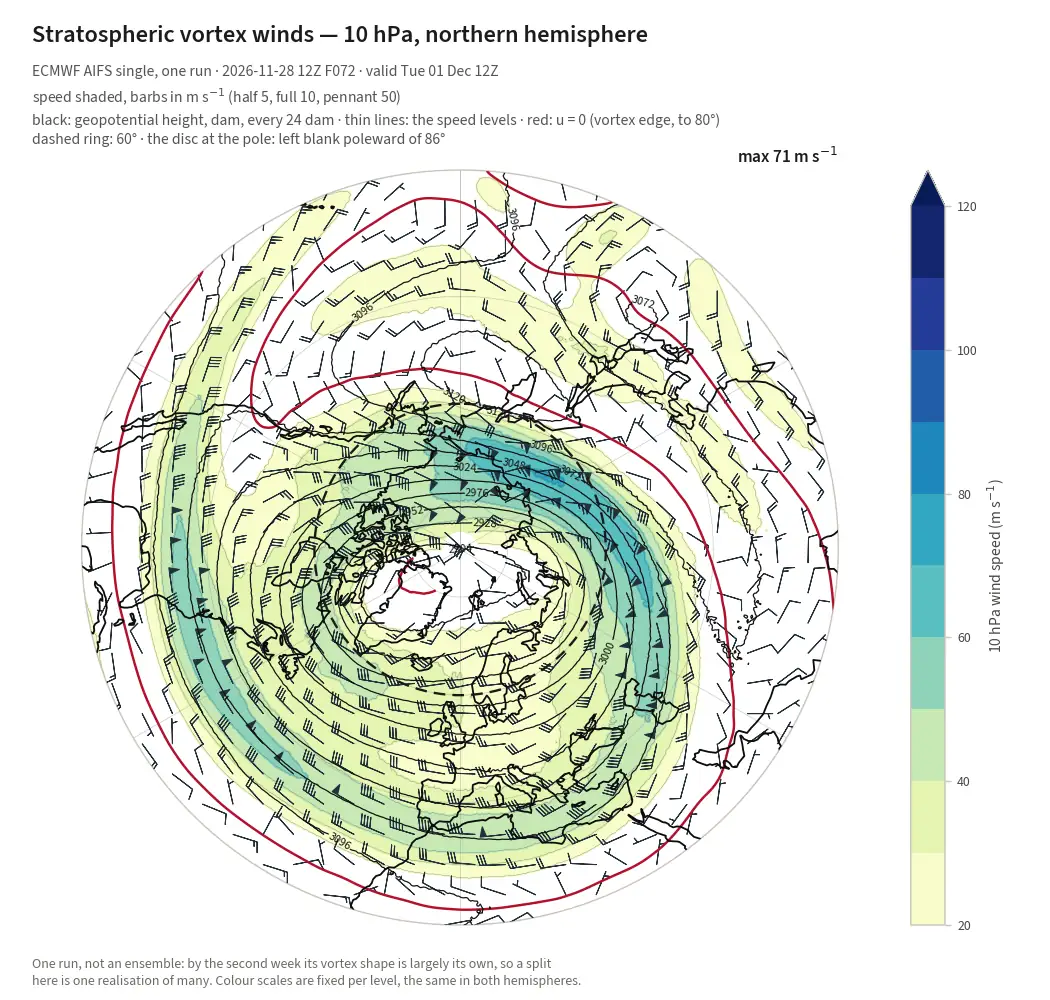 Stratospheric vortex winds — 10 hPa, northern hemisphere
ECMWF AIFS single, one run · 2026-11-28 12Z F072 · valid Tue 01 Dec 12Z
speed shaded, barbs in m s⁻¹ (half 5, full 10, pennant 50)
black: geopotential height, dam, every 24 dam · thin lines: the speed levels · red: u = 0 (vortex edge, to 80°)
dashed ring: 60° · the disc at the pole: left blank poleward of 86°
max 71 m s⁻¹
120
100
80
60
40
20
10 hPa wind speed (m s⁻¹)
3096
3072
3096
3096
3048
3024
2976
2928
3000
3096
One run, not an ensemble: by the second week its vortex shape is largely its own, so a split
here is one realisation of many. Colour scales are fixed per level, the same in both hemispheres.